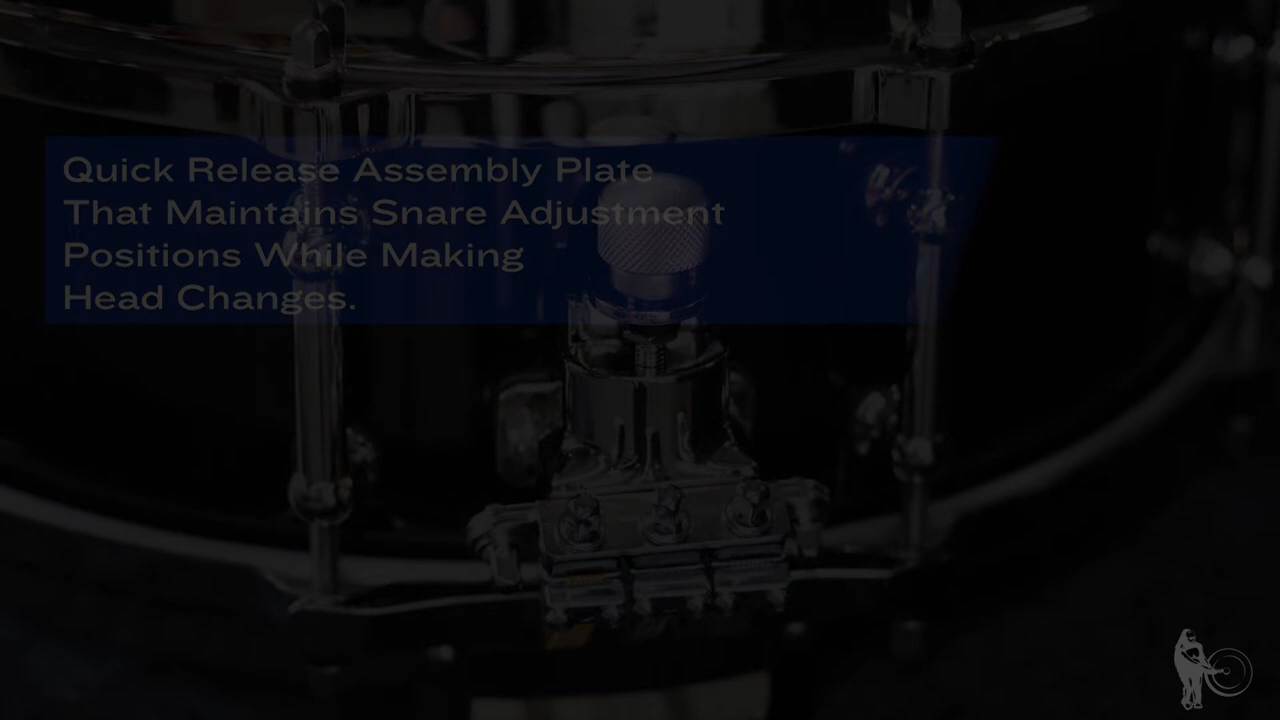 Quick Release Assembly Plate
That Maintains Snare Adjustment
Positions While Making
Head Changes.